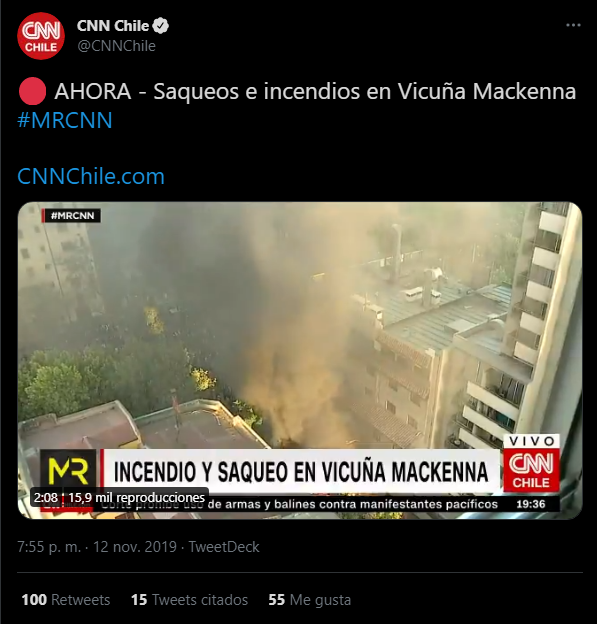 CNN Chile
@CNNChile
CNN
CHILE
AHORA - Saqueos e incendios en Vicuña Mackenna
#MRCNN
CNNChile.com
#MRCNN
VIVO
CNN
CHILE
MR
INCENDIO Y SAQUEO EN VICUÑA MACKENNA
2:08 15,9 mil reproducciones
de armas y balines contra manifestantes pacíficos
19:36
7:55 p. m. · 12 nov. 2019 · TweetDeck
100 Retweets 15 Tweets citados 55 Me gusta